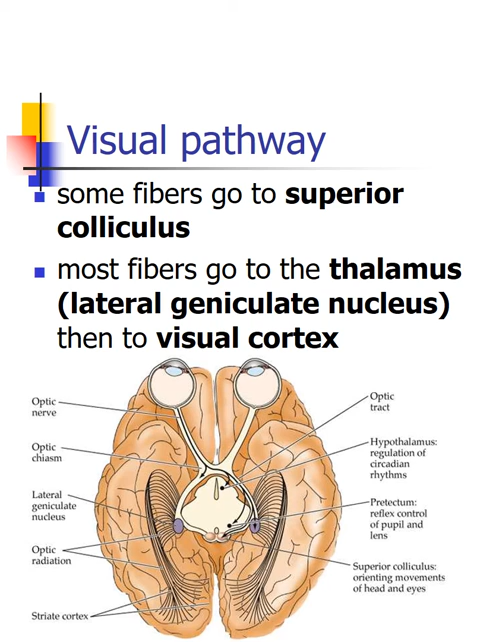 Visual pathway
some fibers go to superior
colliculus
most fibers go to the thalamus
(lateral geniculate nucleus)
then to visual cortex
Optic
nerve
Optic
chiasm
Lateral
geniculate
nucleus
Optic
radiation
Striate cortex
Optic
tract
Hypothalamus:
regulation of
circadian
rhythms
Pretectum:
reflex control
of pupil and
lens
Superior colliculus:
orienting movements
of head and eyes